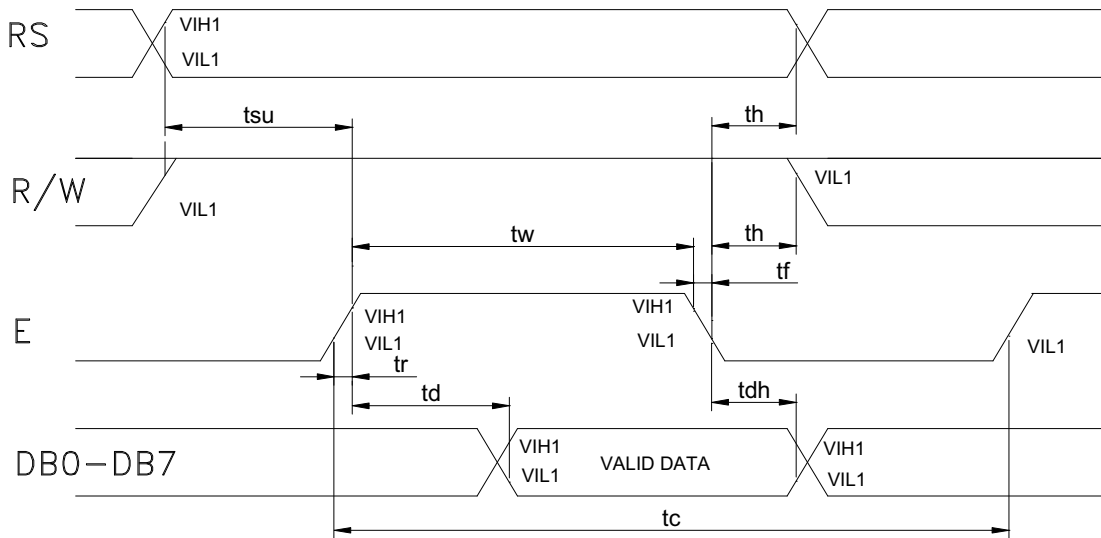 RS
VIH1
VIL1
tsu
th
R/W
VIL1
VIL1
tw
th
tf
E
VIH1
VIL1
VIH1
VIL1
VIL1
tr
td
tdh
DB0-DB7
VIH1
VIL1
VALID DATA
VIH1
VIL1
tc